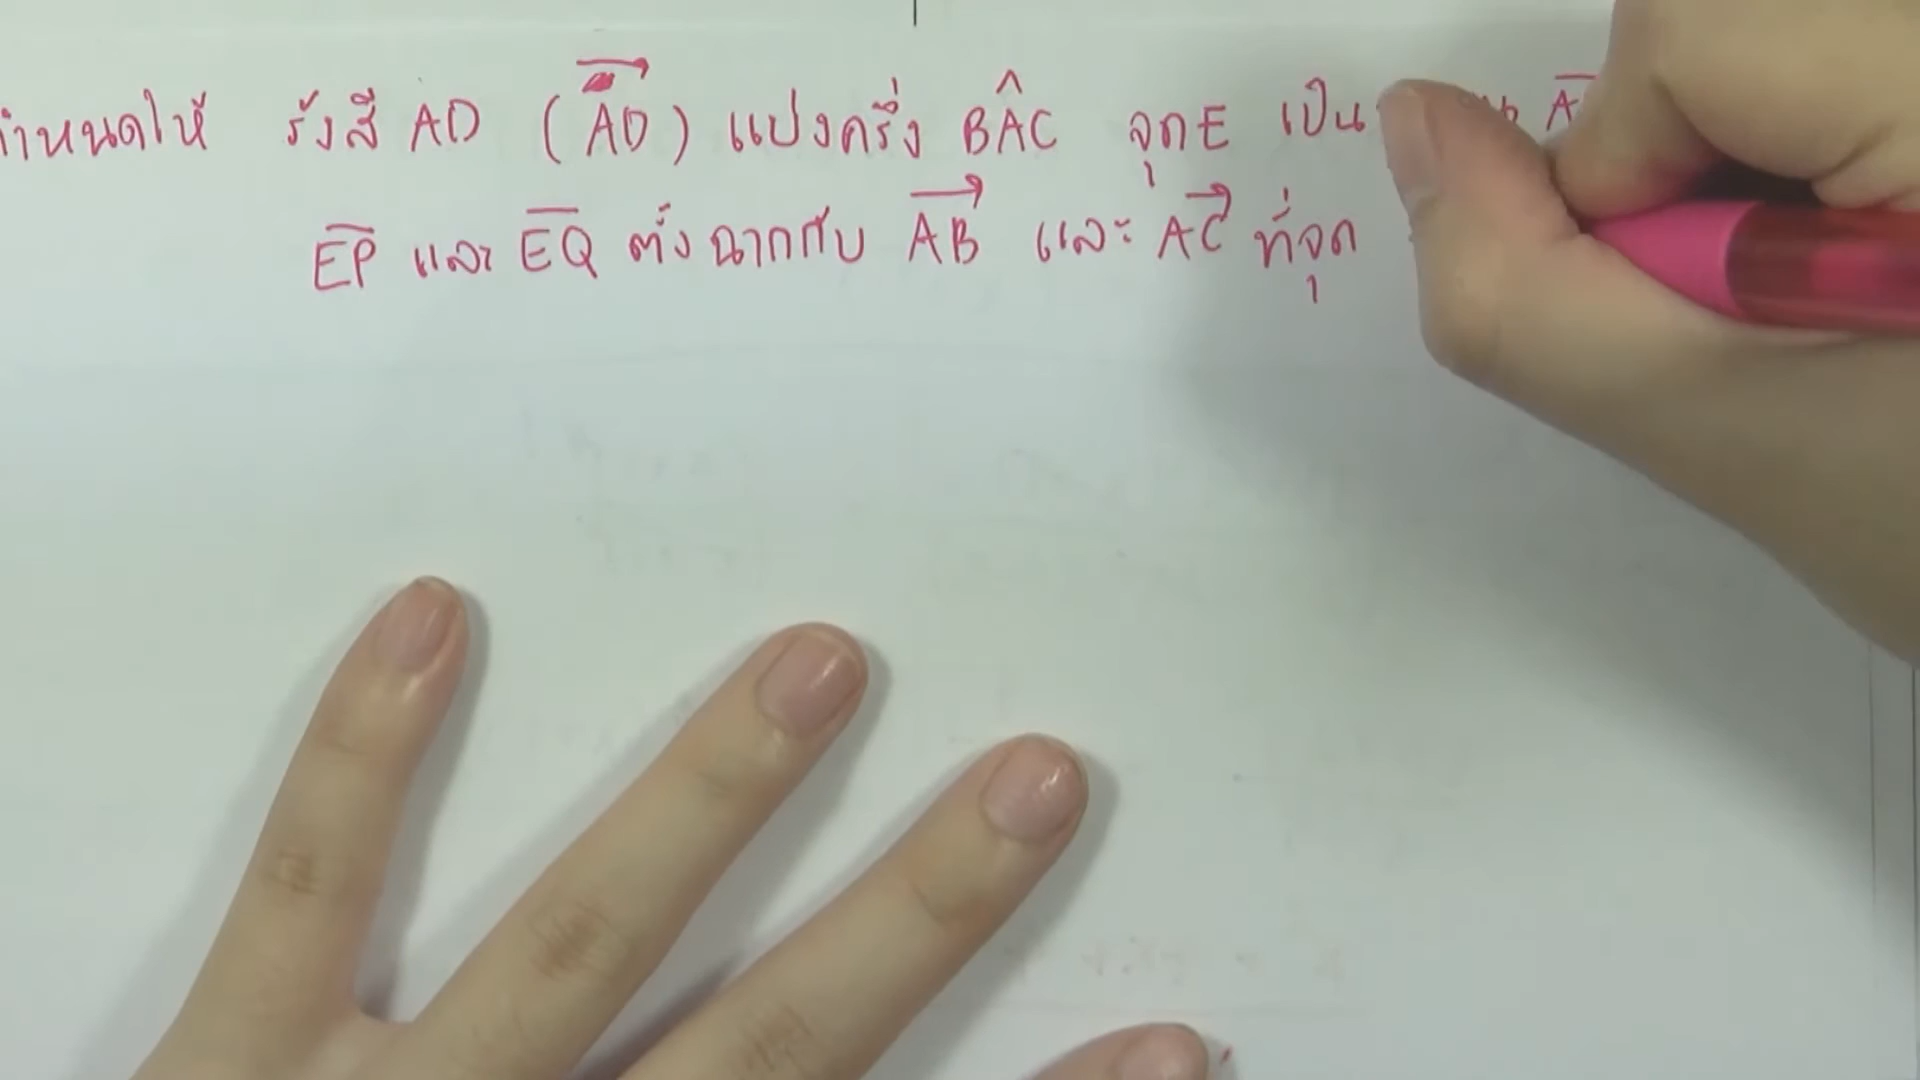 กำหนดให้ รังสี AD (AD) แบ่งครึ่ง BÂC จุด E เป็น
EP และ EQ ตั้งฉากกับ AB และ AC ที่จุด